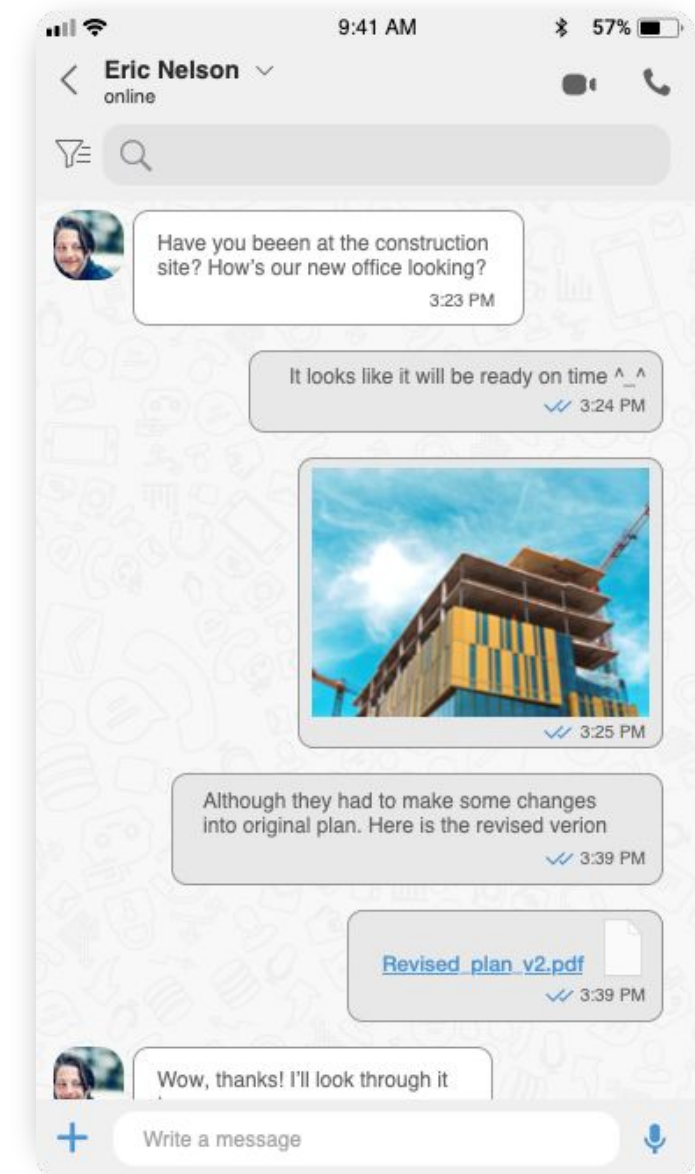 9:41 AM
57%
Eric Nelson
online
Have you beeen at the construction
site? How's our new office looking?
3:23 PM
It looks like it will be ready on time ^_^
3:24 PM
3:25 PM
Although they had to make some changes
into original plan. Here is the revised verion
3:39 PM
Revised_plan_v2.pdf
3:39 PM
Wow, thanks! I'll look through it
Write a message